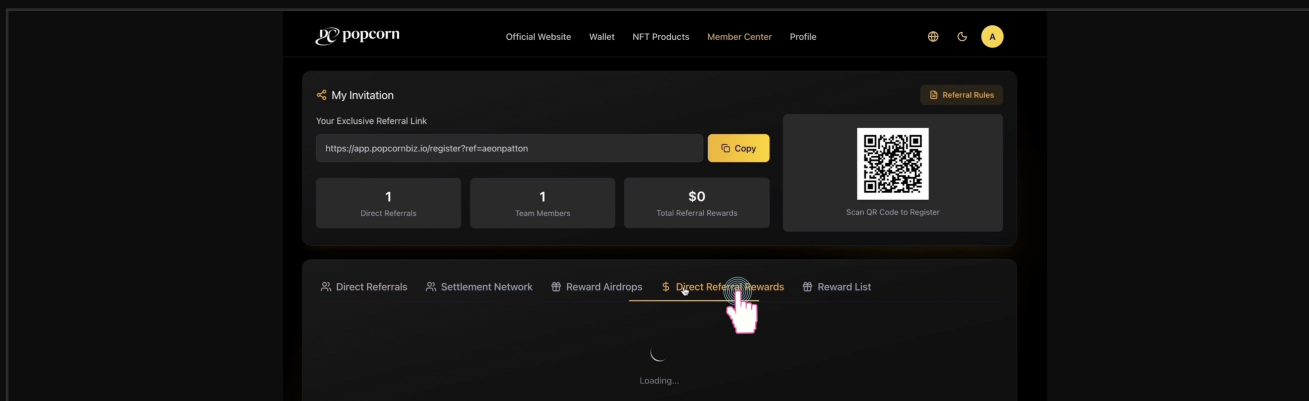 PC popcorn
Official Website Wallet NFT Products Member Center Profile A
My Invitation
Referral Rules
Your Exclusive Referral Link
https://app.popcornbiz.io/register?ref=aeonpatton
Copy
1
Direct Referrals
1
Team Members
$0
Total Referral Rewards
Scan QR Code to Register
Direct Referrals Settlement Network Reward Airdrops $ Direct Referral Rewards Reward List
Loading...